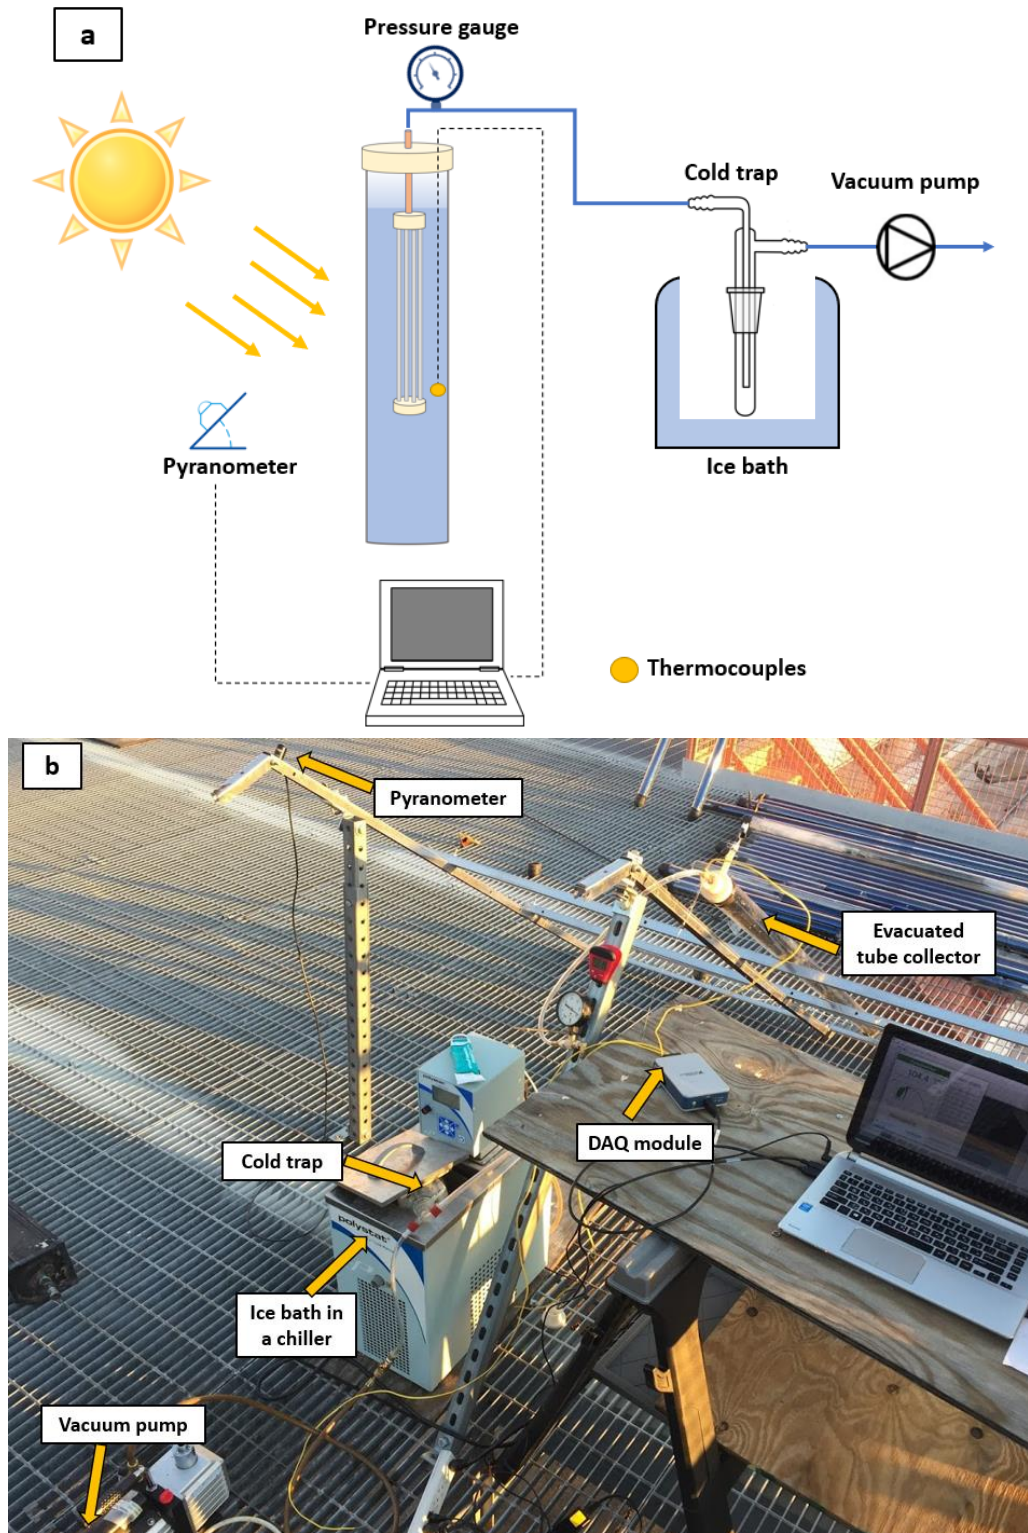 a
Pressure gauge
Cold trap
Vacuum pump
Pyranometer
Ice bath
Thermocouples
b
Pyranometer
Evacuated
tube collector
DAQ module
Cold trap
polystat
Ice bath in
a chiller
Vacuum pump